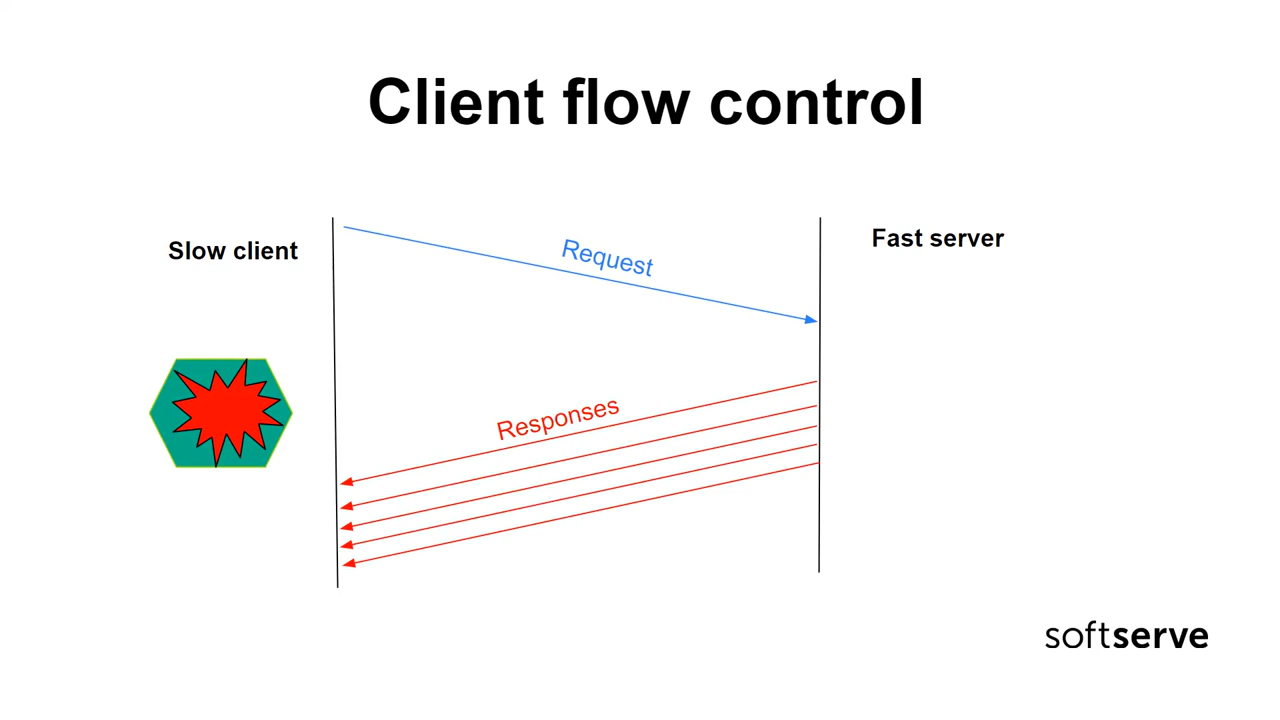 Client flow control
Slow client
Fast server
Request
Responses
softserve